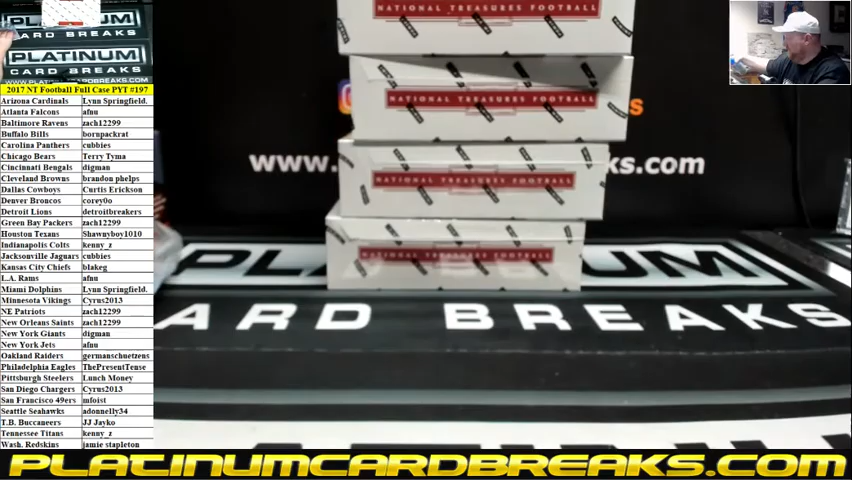 PLATINUM
CARD BREAKS
PLATINUM
CARD BREAKS
2017 NT Football Full Case PYT #197
Arizona Cardinals Lynn Springfield.
Atlanta Falcons afnu
Baltimore Ravens zach12299
Buffalo Bills bornpackrat
Carolina Panthers cubbies
Chicago Bears Terry Tyma
Cincinnati Bengals digman
Cleveland Browns brandon phelps
Dallas Cowboys Curtis Erickson
Denver Broncos corey0o
Detroit Lions detroitbreakers
Green Bay Packers zach12299
Houston Texans Shawnyboy1010
Indianapolis Colts kenny_z
Jacksonville Jaguars cubbies
Kansas City Chiefs blakeg
L.A. Rams afnu
Miami Dolphins Lynn Springfield.
Minnesota Vikings Cyrus2013
NE Patriots zach12299
New Orleans Saints zach12299
New York Giants digman
New York Jets afnu
Oakland Raiders germanschuetzens
Philadelphia Eagles ThePresentTense
Pittsburgh Steelers Lunch Money
San Diego Chargers Cyrus2013
San Francisco 49ers mfoist
Seattle Seahawks adonnelly34
T.B. Buccaneers JJ Jayko
Tennessee Titans kenny_z
Wash. Redskins jamie stapleton
NATIONAL TREASURES FOOTBALL
NATIONAL TREASURES FOOTBALL
NATIONAL TREASURES FOOTBALL
NATIONAL TREASURES FOOTBALL
www. ks.com
PLA UM
ARD BREAKS
PLATINUMCARDBREAKS.COM